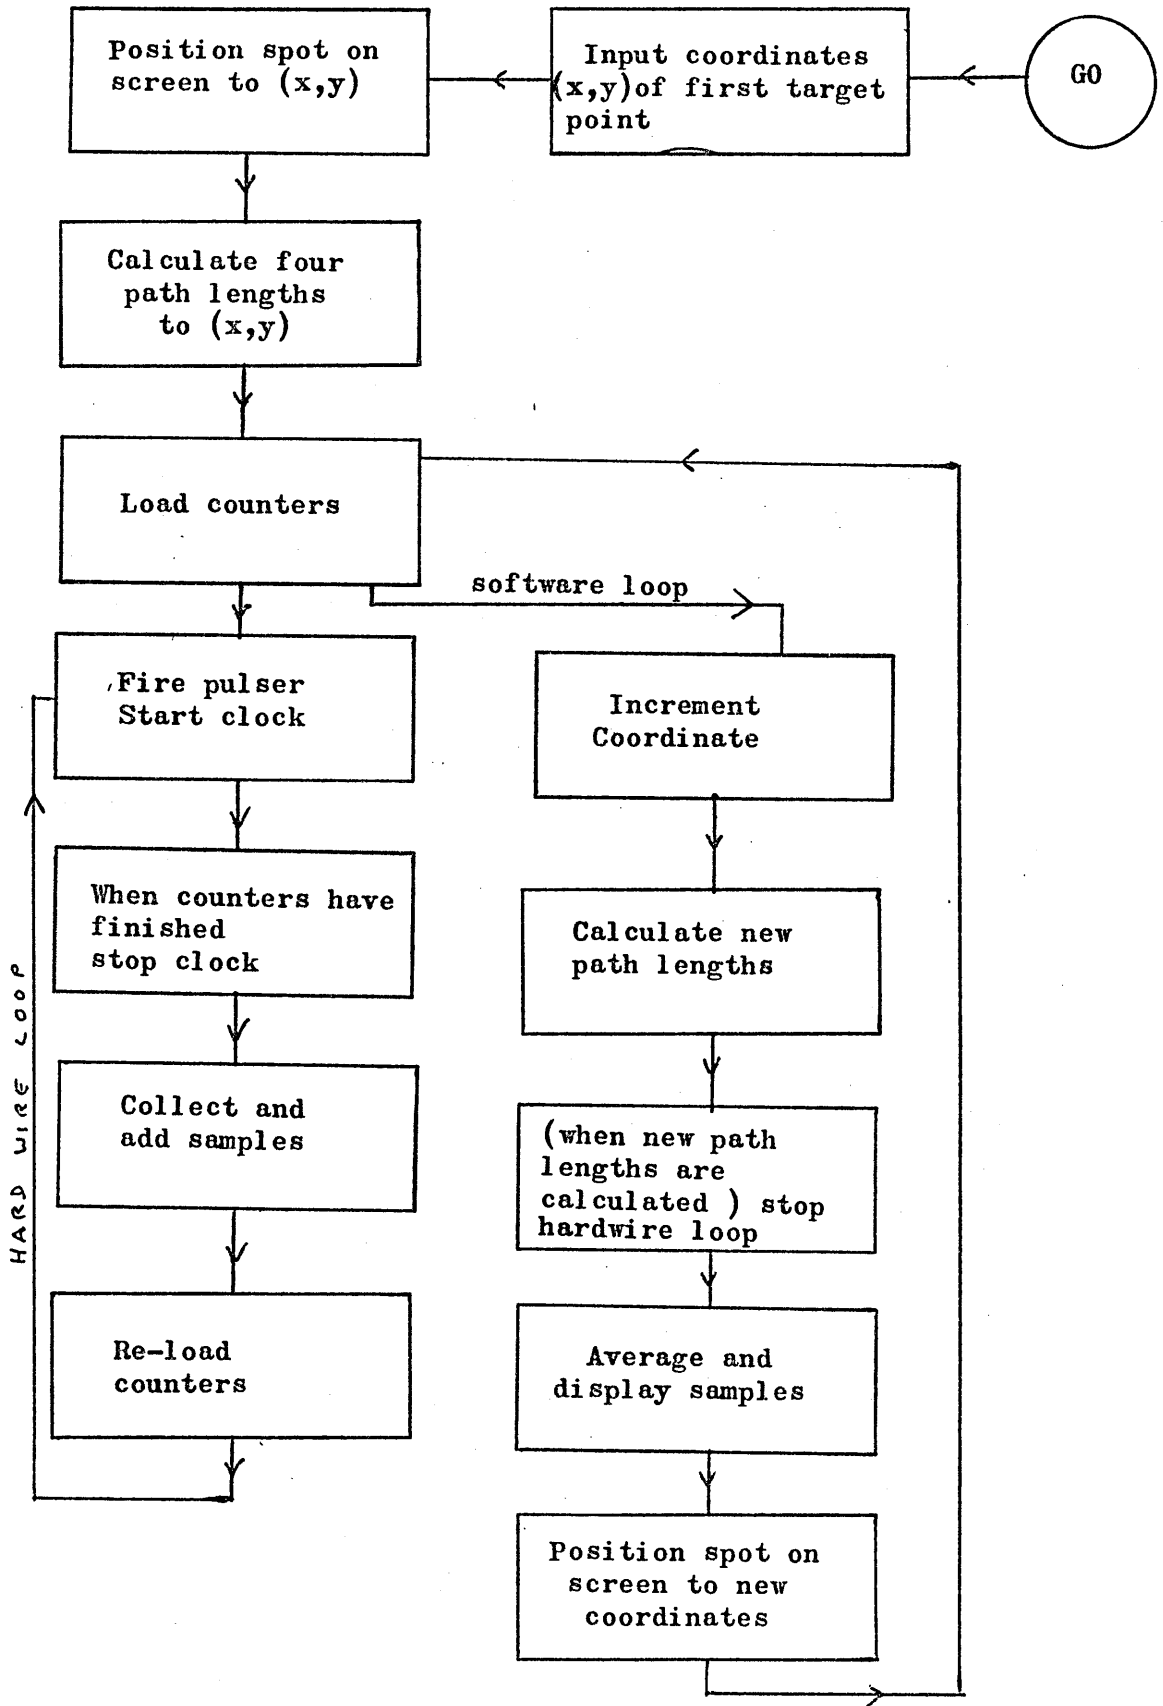 GO
Input coordinates
(x,y)of first target
point
Position spot on
screen to (x,y)
Calculate four
path lengths
to (x,y)
Load counters
software loop
Fire pulser
Start clock
When counters have
finished
stop clock
Collect and
add samples
Re-load
counters
HARD WIRE LOOP
Increment
Coordinate
Calculate new
path lengths
(when new path
lengths are
calculated ) stop
hardwire loop
Average and
display samples
Position spot on
screen to new
coordinates